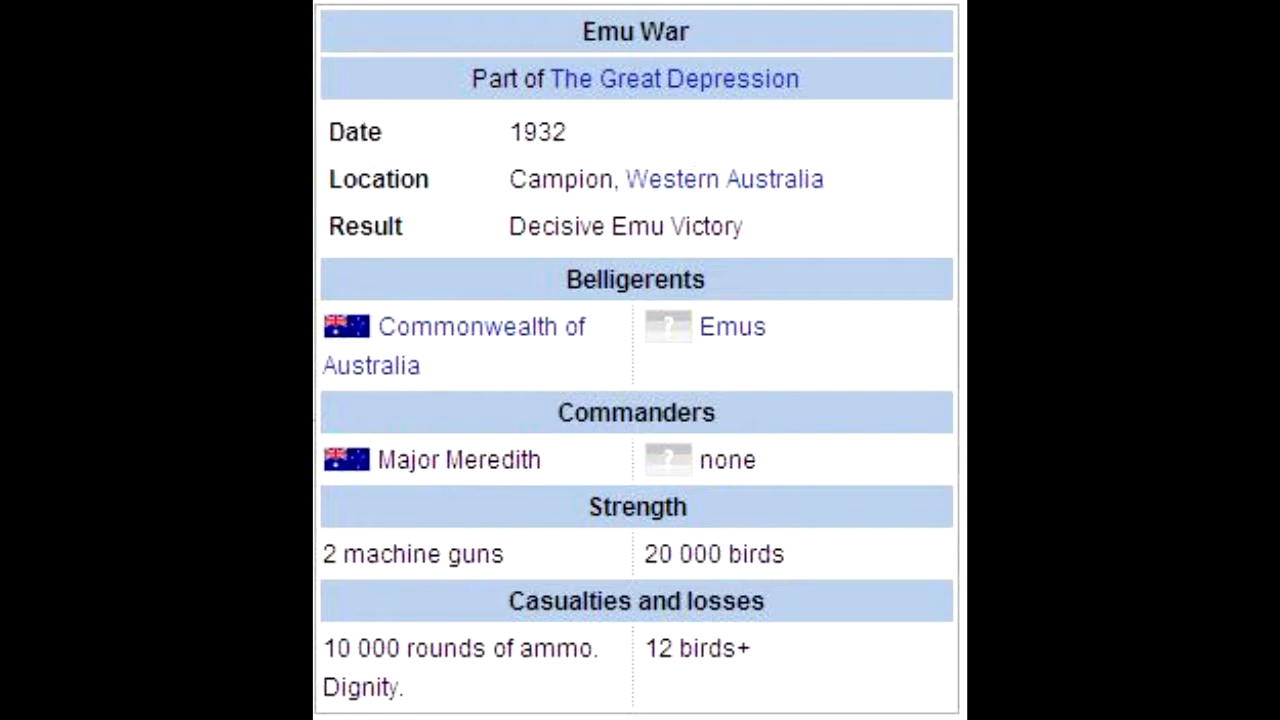 Emu War
Part of The Great Depression
Date 1932
Location Campion, Western Australia
Result Decisive Emu Victory
Belligerents
Commonwealth of Australia
? Emus
Commanders
Major Meredith
? none
Strength
2 machine guns
20 000 birds
Casualties and losses
10 000 rounds of ammo.
Dignity.
12 birds+